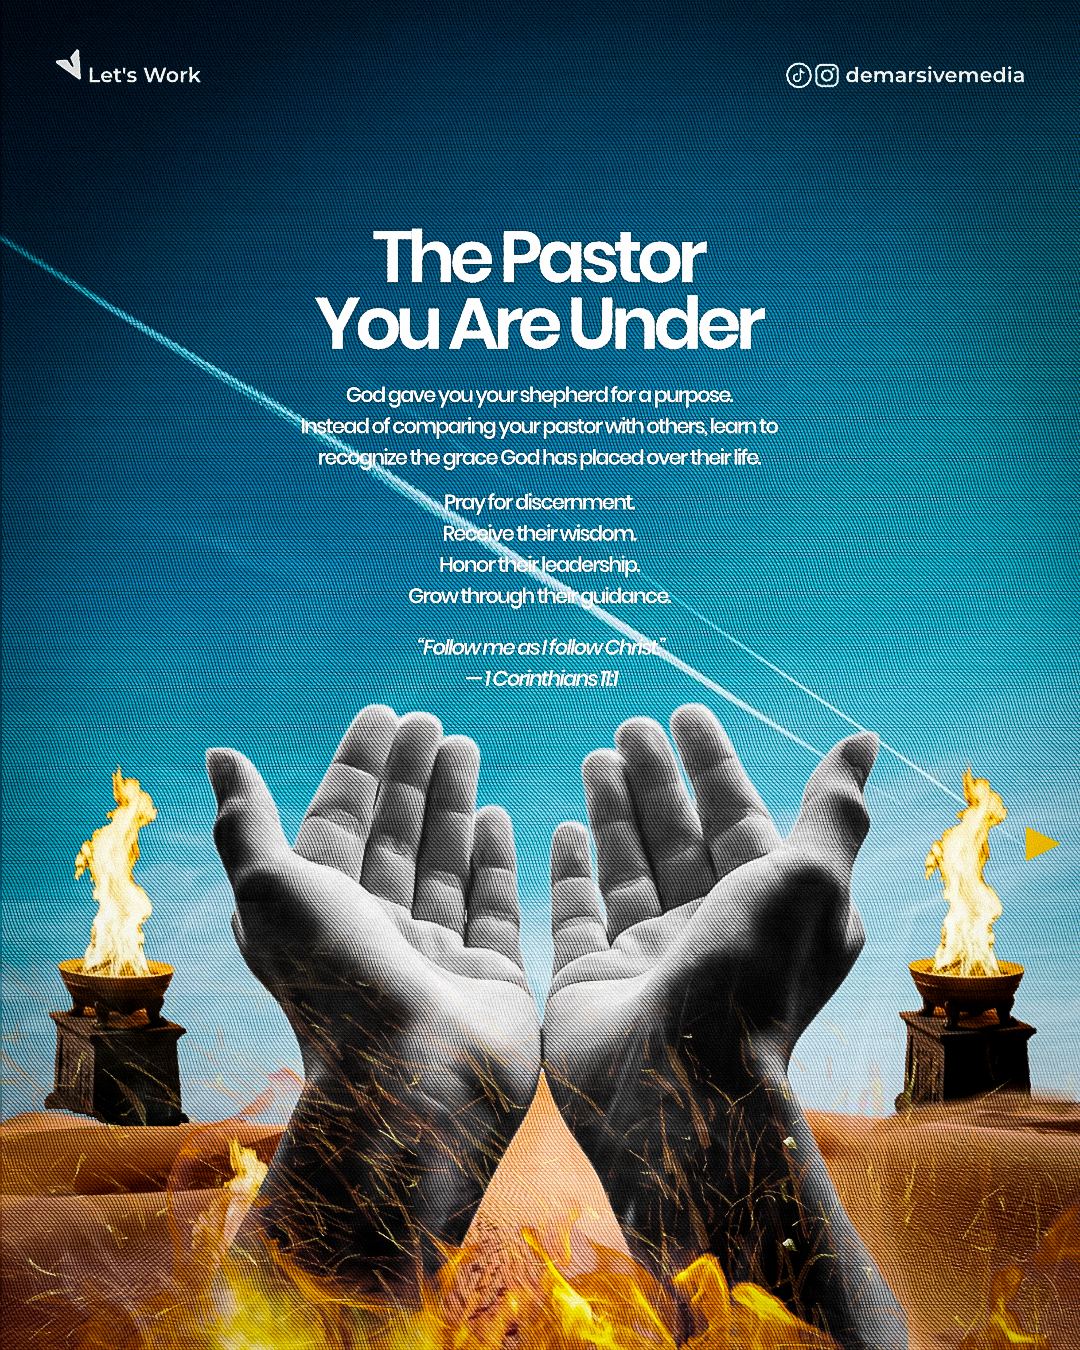 Let's Work
demarsivemedia
The Pastor
You Are Under
God gave you your shepherd for a purpose.
Instead of comparing your pastor with others, learn to
recognize the grace God has placed over their life.
Pray for discernment.
Receive their wisdom.
Honor their leadership.
Grow through their guidance.
“Follow me as I follow Christ.”
— 1 Corinthians 11:1